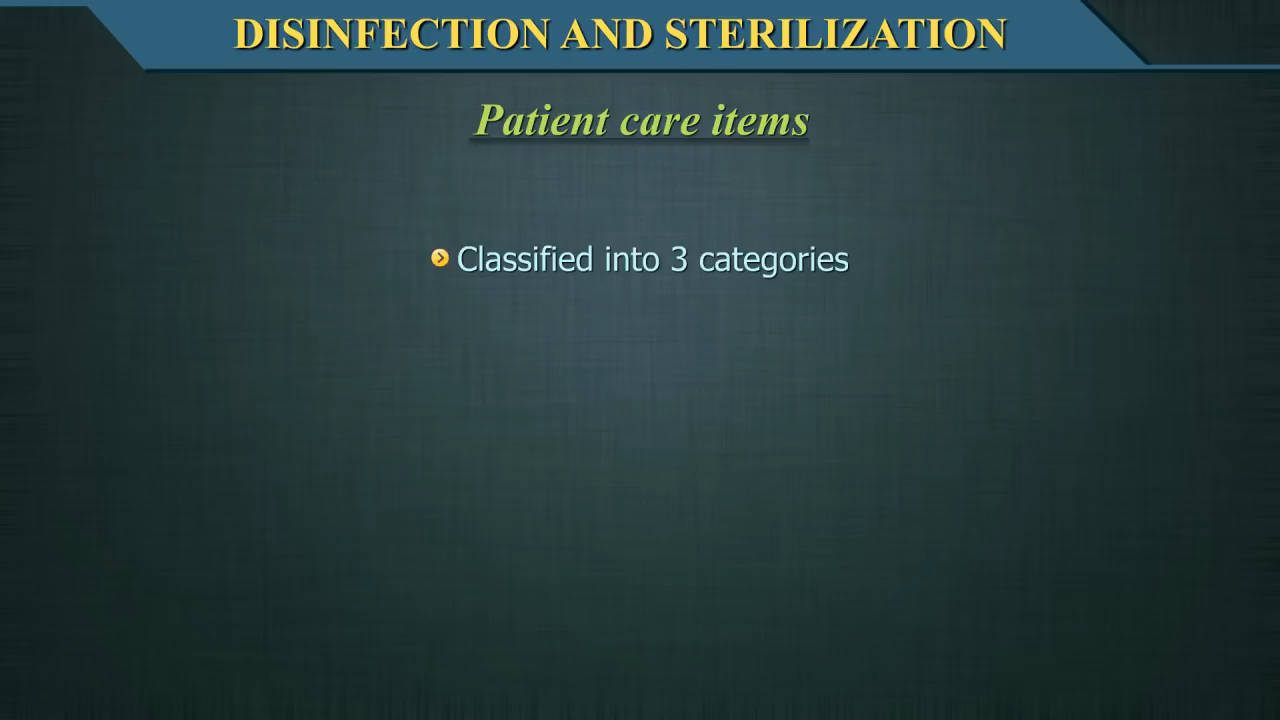 DISINFECTION AND STERILIZATION
Patient care items
Classified into 3 categories